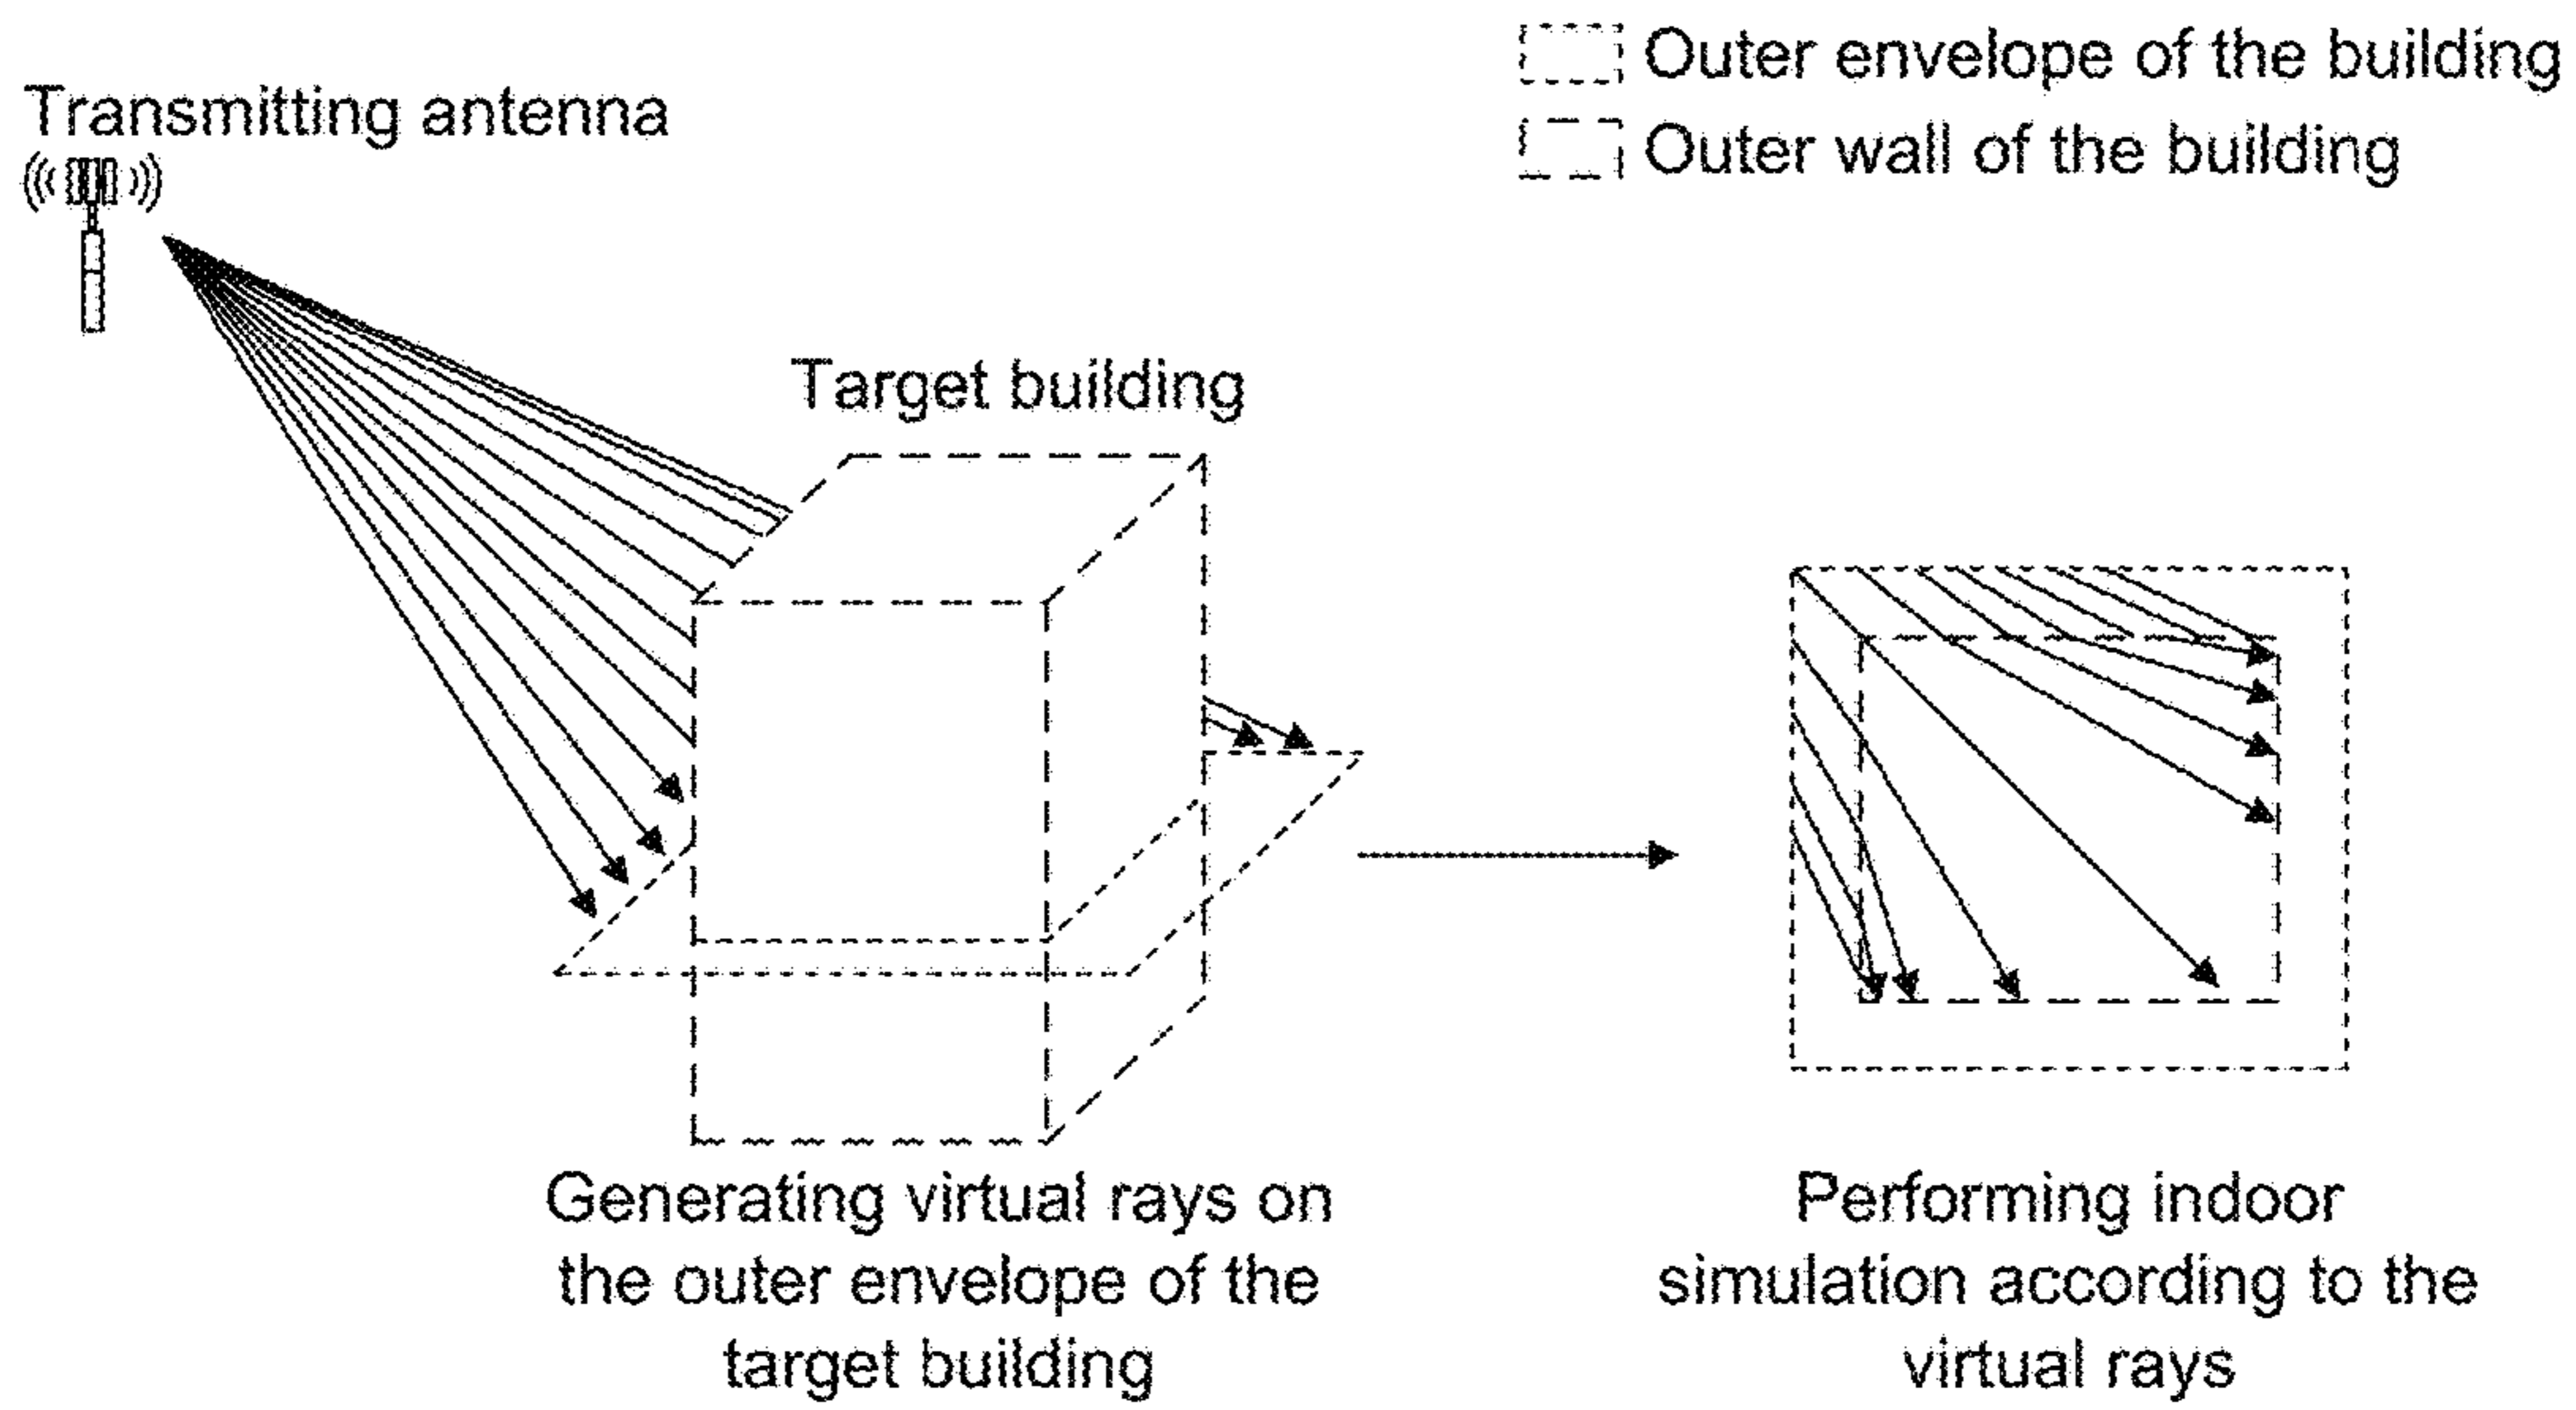 Outer envelope of the building
Transmitting antenna
Outer wall of the building
Target building
Generating virtual rays on
the outer envelope of the
target building
Performing indoor
simulation according to the
virtual rays